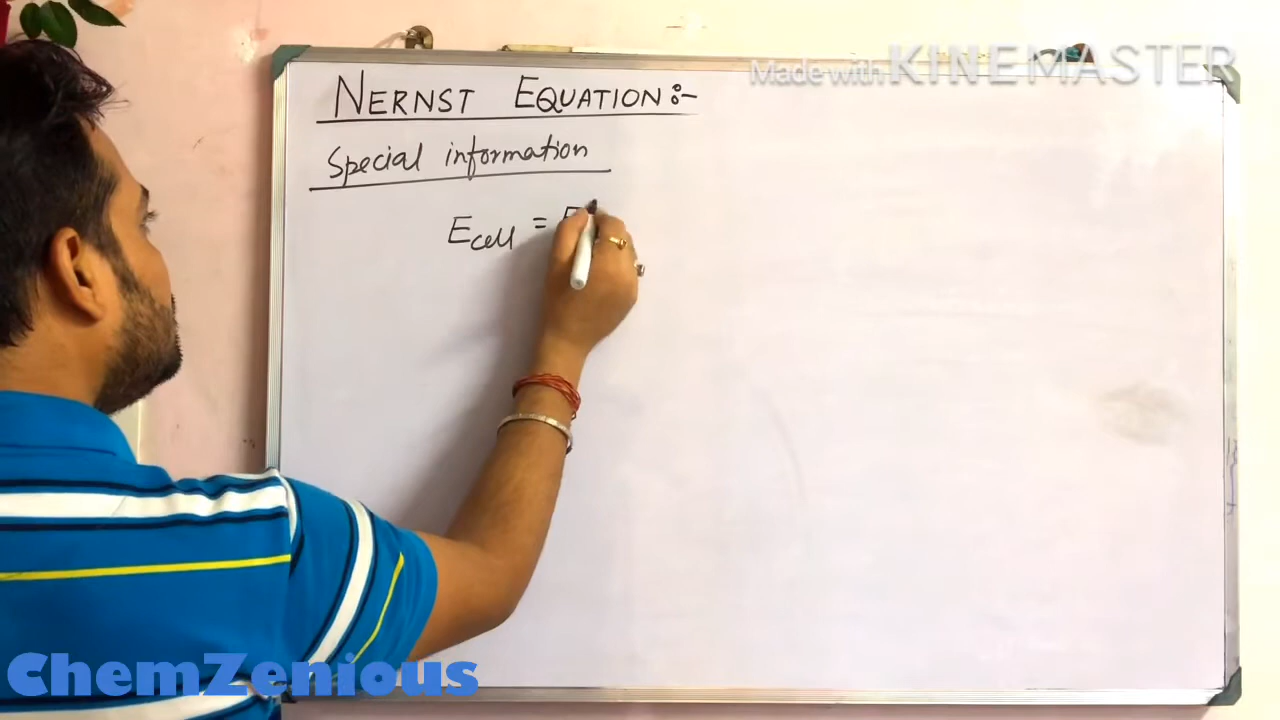 Made with KINEMASTER
NERNST EQUATION:-
Special information
Ecell = E
ChemZenious